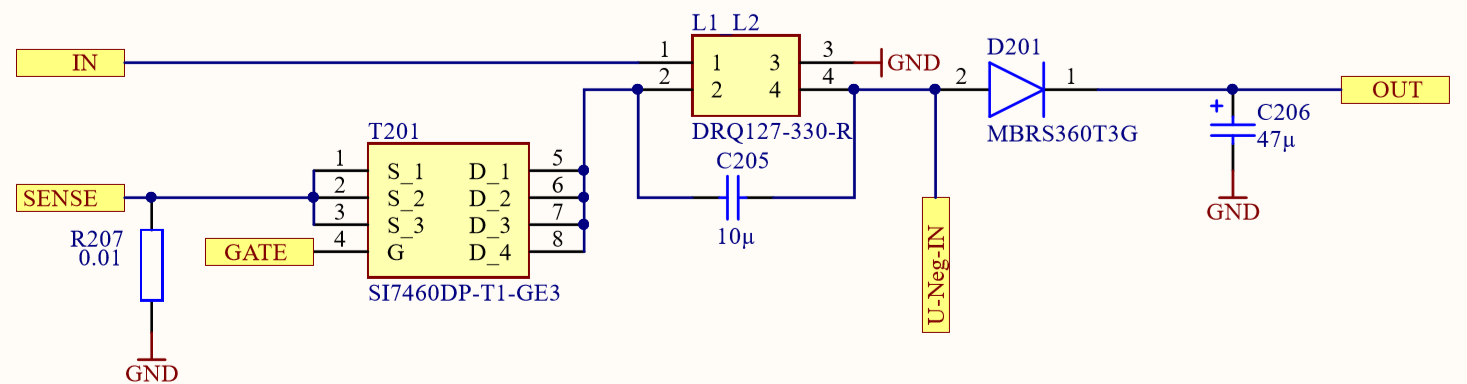 L1 L2
IN
1
1
3
3
GND
2
2
4
4
DRQ127-330-R
D201
2
1
MBRS360T3G
OUT
C206
47μ
GND
T201
1
S_1
D_1
5
2
S_2
D_2
6
3
S_3
D_3
7
4
G
D_4
8
SI7460DP-T1-GE3
C205
10μ
SENSE
R207
0.01
GATE
U-Neg-IN
GND